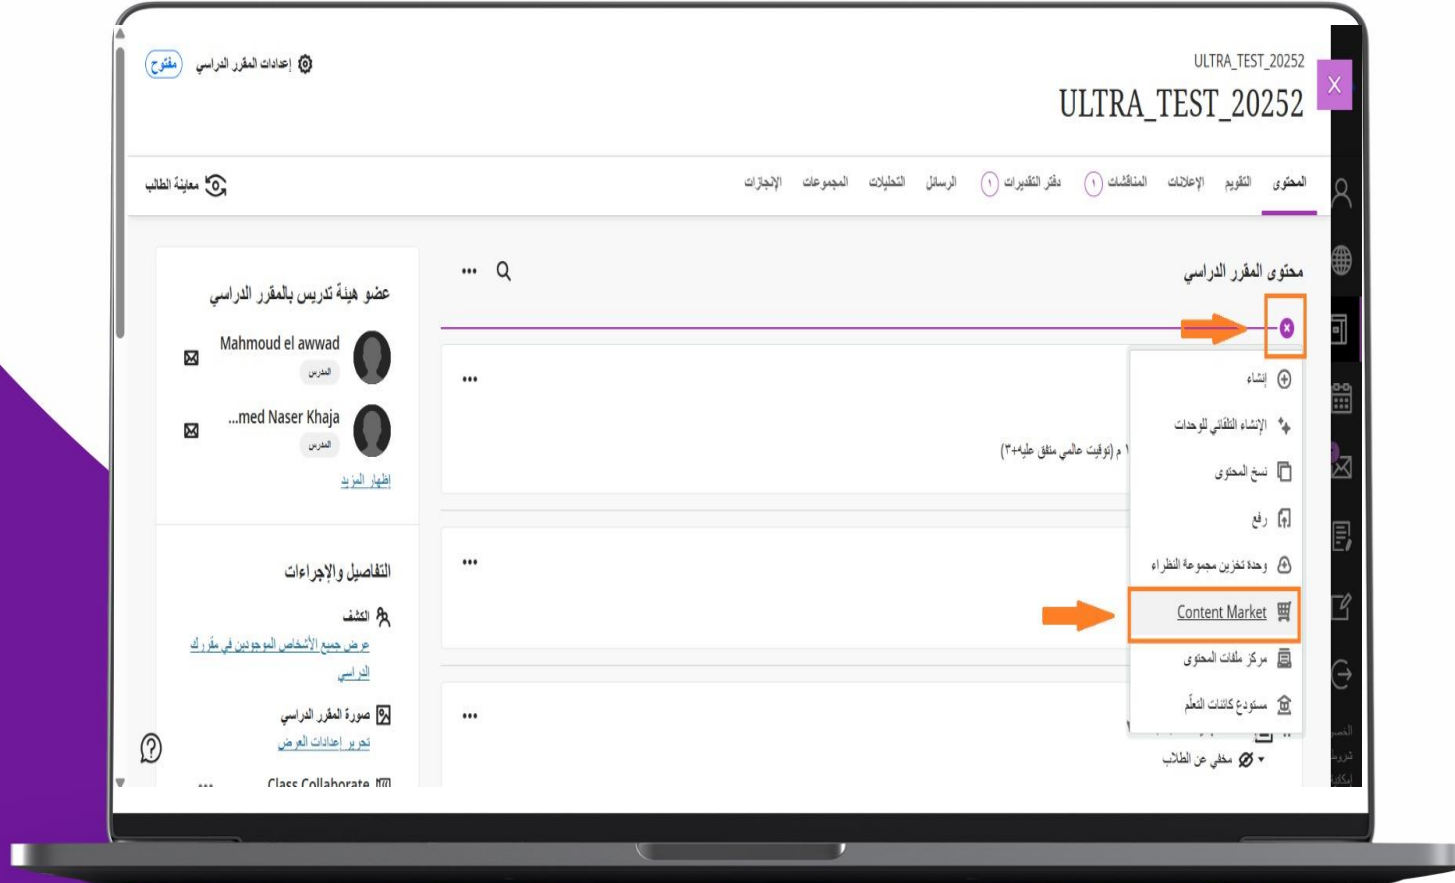 ULTRA_TEST_20252
ULTRA_TEST_20252
إعدادات المقرر الدراسي
مفتوح
المحتوى
التقويم
الإعلانات
المناقشات ١
دفتر التقديرات ١
الرسائل
التحليلات
المجموعات
الإنجازات
معاينة الطالب
محتوى المقرر الدراسي
إنشاء
الإنشاء التلقائي للوحدات
نسخ المحتوى
رفع
وحدة تخزين مجموعة النظراء
Content Market
مركز ملفات المحتوى
مستودع كائنات التعلّم
م (توقيت عالمي متفق عليه+٣)
مخفي عن الطلاب
عضو هيئة تدريس بالمقرر الدراسي
Mahmoud el awwad
المدرس
...med Naser Khaja
المدرس
إظهار المزيد
التفاصيل والإجراءات
الكشف
عرض جميع الأشخاص الموجودين في مقررك
الدراسي
صورة المقرر الدراسي
تحرير إعدادات العرض
Class Collaborate